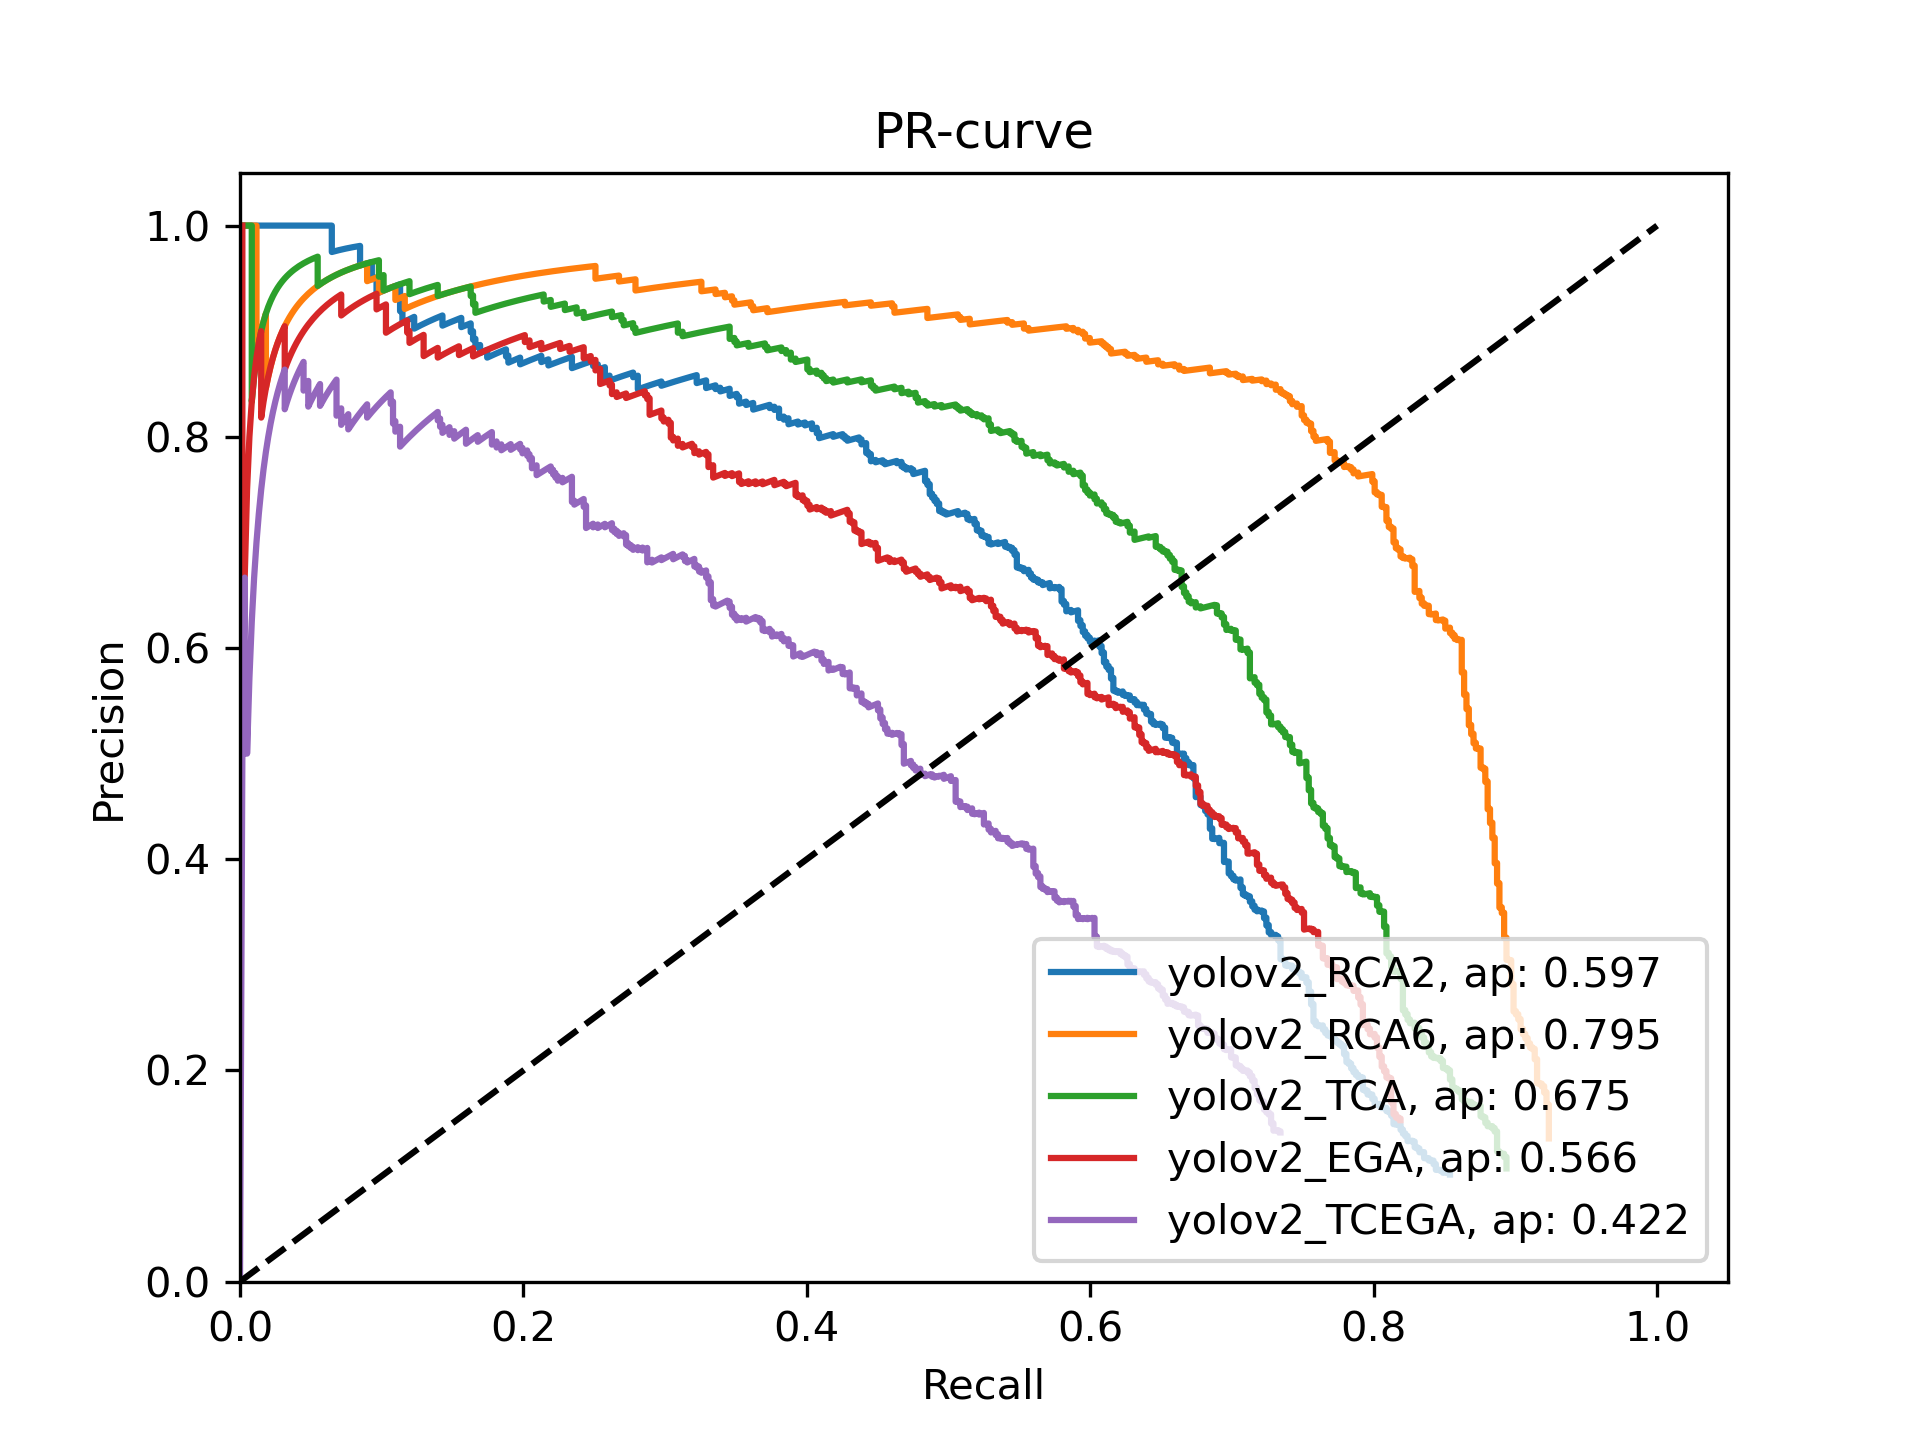 PR-curve
Precision
1.0
0.8
0.6
0.4
0.2
0.0
0.0 0.2 0.4 0.6 0.8 1.0
Recall
yolov2_RCA2, ap: 0.597
yolov2_RCA6, ap: 0.795
yolov2_TCA, ap: 0.675
yolov2_EGA, ap: 0.566
yolov2_TCEGA, ap: 0.422